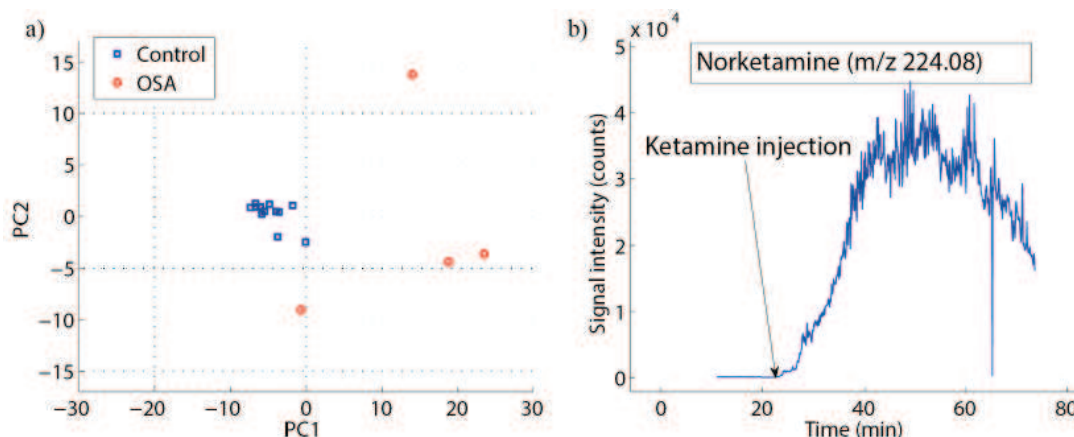 a)
Control
OSA
15
10
5
0
−5
−10
−15
−30
−20
−10
0
10
20
30
PC2
PC1
b)
x 10⁴
Norketamine (m/z 224.08)
Ketamine injection
5
4
3
2
1
0
0
20
40
60
80
Signal intensity (counts)
Time (min)